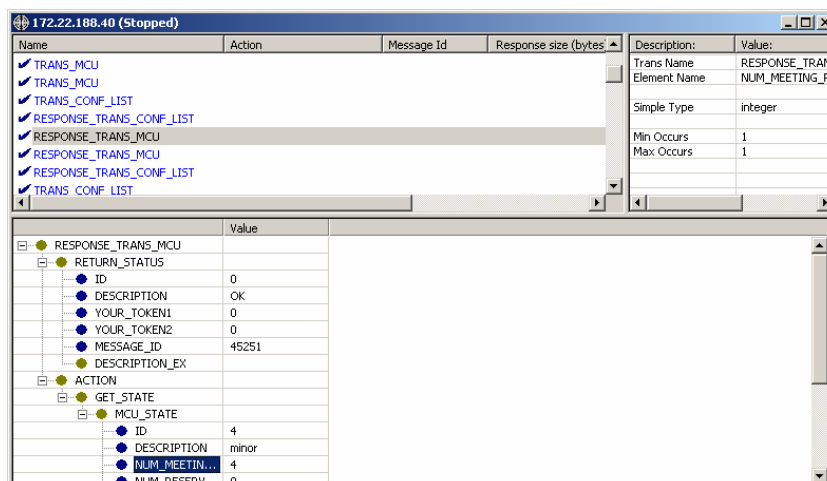 172.22.188.40 (Stopped)
Name Action Message Id Response size (bytes
TRANS_MCU
TRANS_MCU
TRANS_CONF_LIST
RESPONSE_TRANS_CONF_LIST
RESPONSE_TRANS_MCU
RESPONSE_TRANS_MCU
RESPONSE_TRANS_CONF_LIST
TRANS_CONF_LIST
Description: Value:
Trans Name RESPONSE_TRAN
Element Name NUM_MEETING_R
Simple Type integer
Min Occurs 1
Max Occurs 1
Value
RESPONSE_TRANS_MCU
RETURN_STATUS
ID 0
DESCRIPTION OK
YOUR_TOKEN1 0
YOUR_TOKEN2 0
MESSAGE_ID 45251
DESCRIPTION_EX
ACTION
GET_STATE
MCU_STATE
ID 4
DESCRIPTION minor
NUM_MEETIN... 4
NUM_RESERV... 0